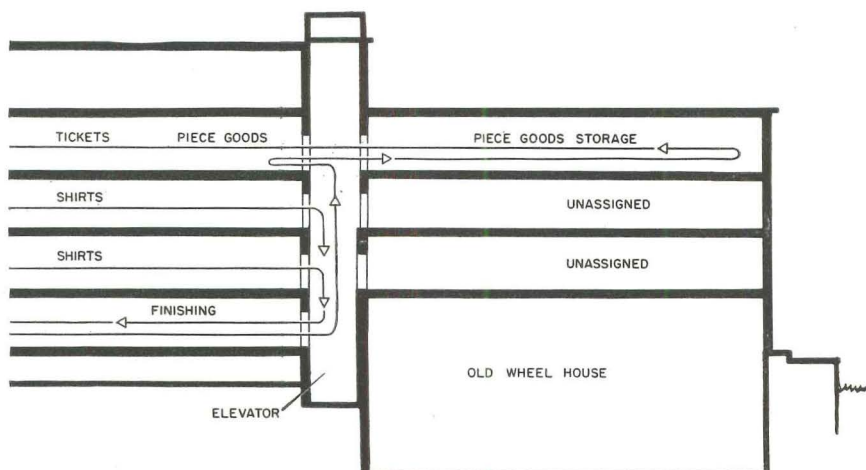 TICKETS
PIECE GOODS
PIECE GOODS STORAGE
SHIRTS
UNASSIGNED
SHIRTS
UNASSIGNED
FINISHING
OLD WHEEL HOUSE
ELEVATOR